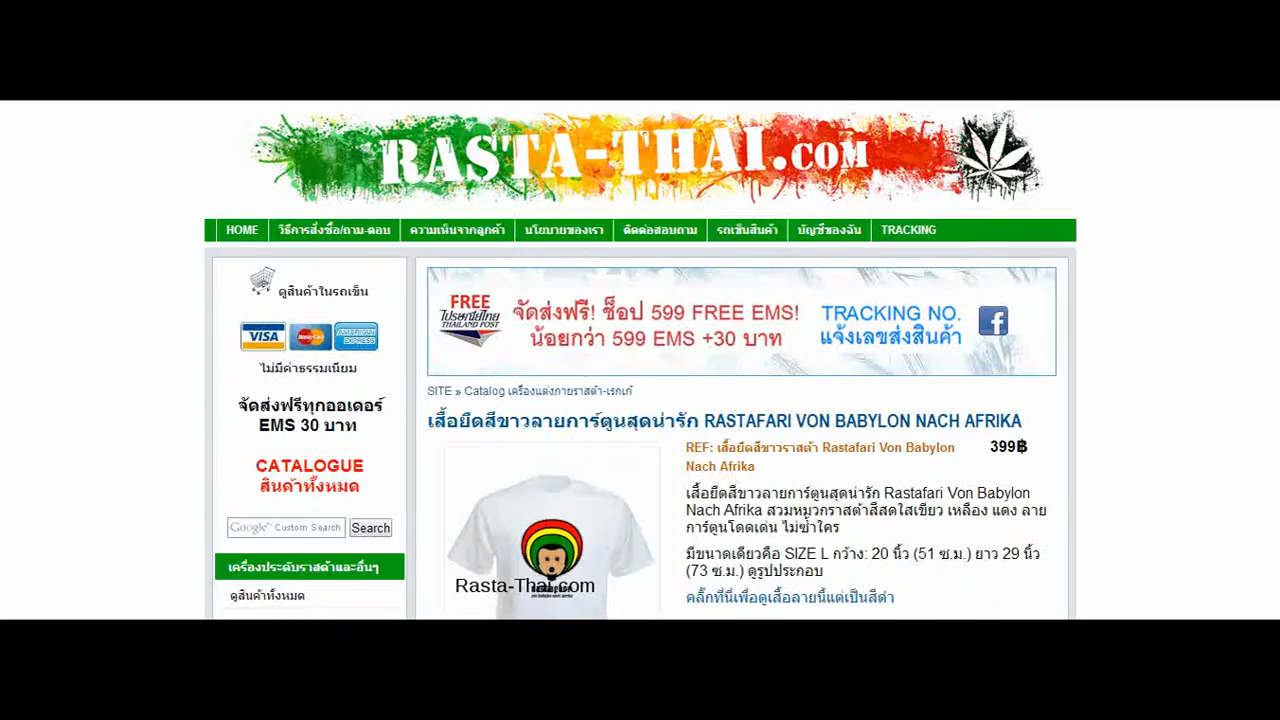 RASTA-THAI.COM
HOME วิธีการสั่งซื้อ/ถาม-ตอบ ความเห็นจากลูกค้า นโยบายของเรา ติดต่อสอบถาม รถเข็นสินค้า บัญชีของฉัน TRACKING
ดูสินค้าในรถเข็น
VISA MasterCard AMERICAN EXPRESS
ไม่มีค่าธรรมเนียม
จัดส่งฟรีทุกออเดอร์
EMS 30 บาท
CATALOGUE
สินค้าทั้งหมด
Google™ Custom Search Search
เครื่องประดับราสต้าและอื่นๆ
ดูสินค้าทั้งหมด
FREE
ไปรษณีย์ไทย
THAILAND POST
จัดส่งฟรี! ช็อป 599 FREE EMS!
น้อยกว่า 599 EMS +30 บาท
TRACKING NO.
แจ้งเลขส่งสินค้า
f
SITE » Catalog เครื่องแต่งกายราสต้า-เรกเก้
เสื้อยืดสีขาวลายการ์ตูนสุดน่ารัก RASTAFARI VON BABYLON NACH AFRIKA
Rasta-Thai.com
REF: เสื้อยืดสีขาวราสต้า Rastafari Von Babylon
Nach Afrika
399฿
เสื้อยืดสีขาวลายการ์ตูนสุดน่ารัก Rastafari Von Babylon
Nach Afrika สวมหมวกราสต้าสีสดใสเขียว เหลือง แดง ลาย
การ์ตูนโดดเด่น ไม่ซ้ำใคร
มีขนาดเดียวคือ SIZE L กว้าง: 20 นิ้ว (51 ซ.ม.) ยาว 29 นิ้ว
(73 ซ.ม.) ดูรูปประกอบ
คลิ๊กที่นี่เพื่อดูเสื้อลายนี้แต่เป็นสีดำ